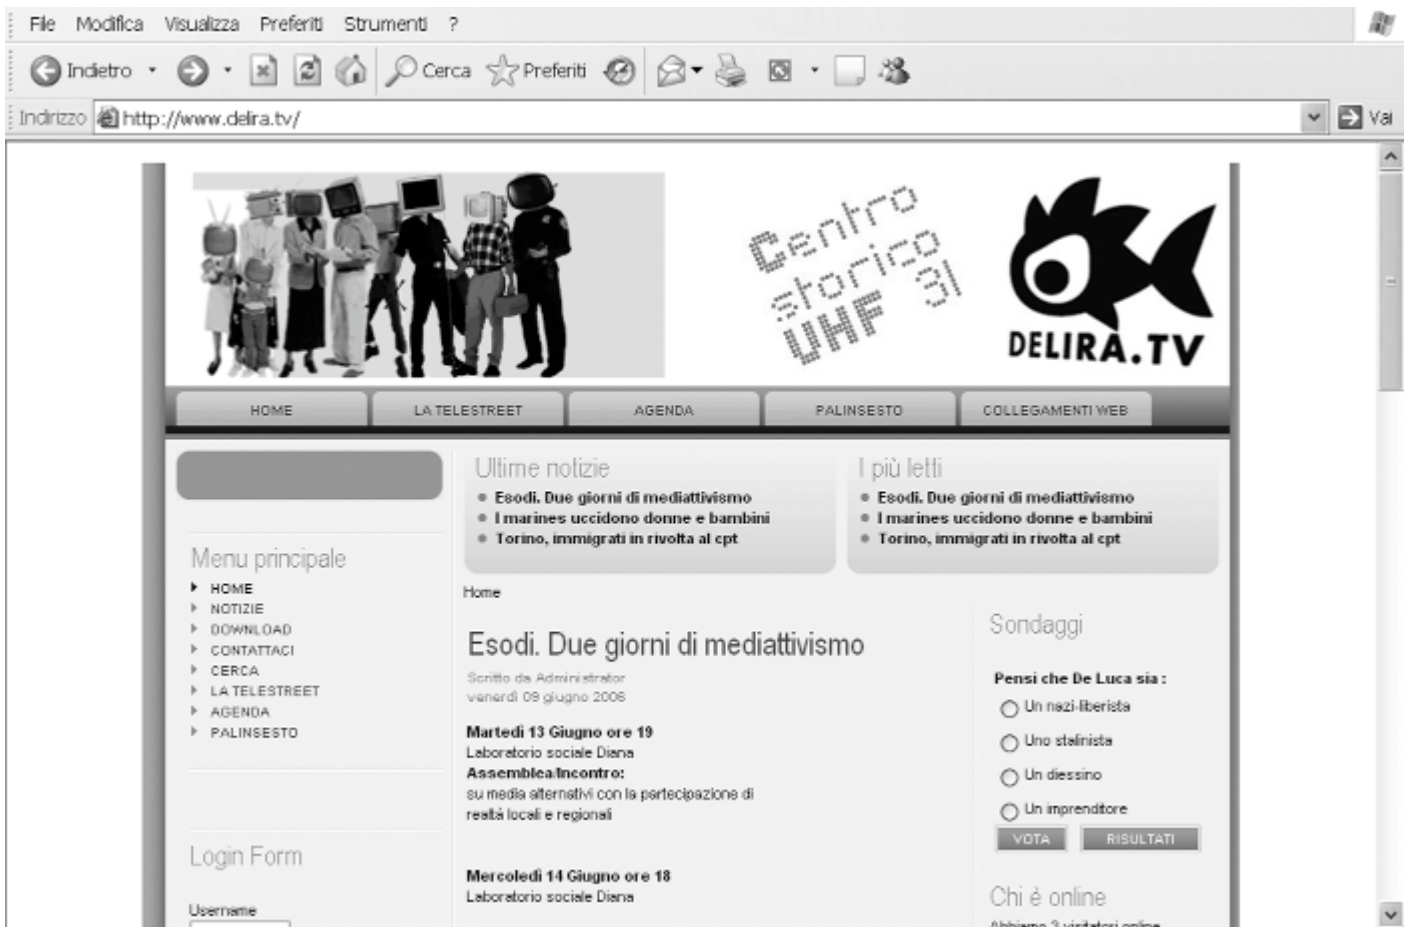 File Modifica Visualizza Preferiti Strumenti ?
Indietro Cerca Preferiti
Indirizzo http://www.delira.tv/ Vai
Centro
storico
UHF 31
DELIRA.TV
HOME LA TELESTREET AGENDA PALINSESTO COLLEGAMENTI WEB
Ultime notizie
Esodi. Due giorni di mediattivismo
I marines uccidono donne e bambini
Torino, immigrati in rivolta al cpt
I più letti
Esodi. Due giorni di mediattivismo
I marines uccidono donne e bambini
Torino, immigrati in rivolta al cpt
Menu principale
HOME
NOTIZIE
DOWNLOAD
CONTATTACI
CERCA
LA TELESTREET
AGENDA
PALINSESTO
Login Form
Username
Home
Esodi. Due giorni di mediattivismo
Scritto da Administrator
venerdì 09 giugno 2006
Martedì 13 Giugno ore 19
Laboratorio sociale Diana
Assemblea/Incontro:
su media alternativi con la partecipazione di
realtá locali e regionali
Mercoledì 14 Giugno ore 18
Laboratorio sociale Diana
Sondaggi
Pensi che De Luca sia :
Un nazi-liberista
Uno stalinista
Un diessino
Un imprenditore
VOTA RISULTATI
Chi è online
Abbiamo 3 visitatori online